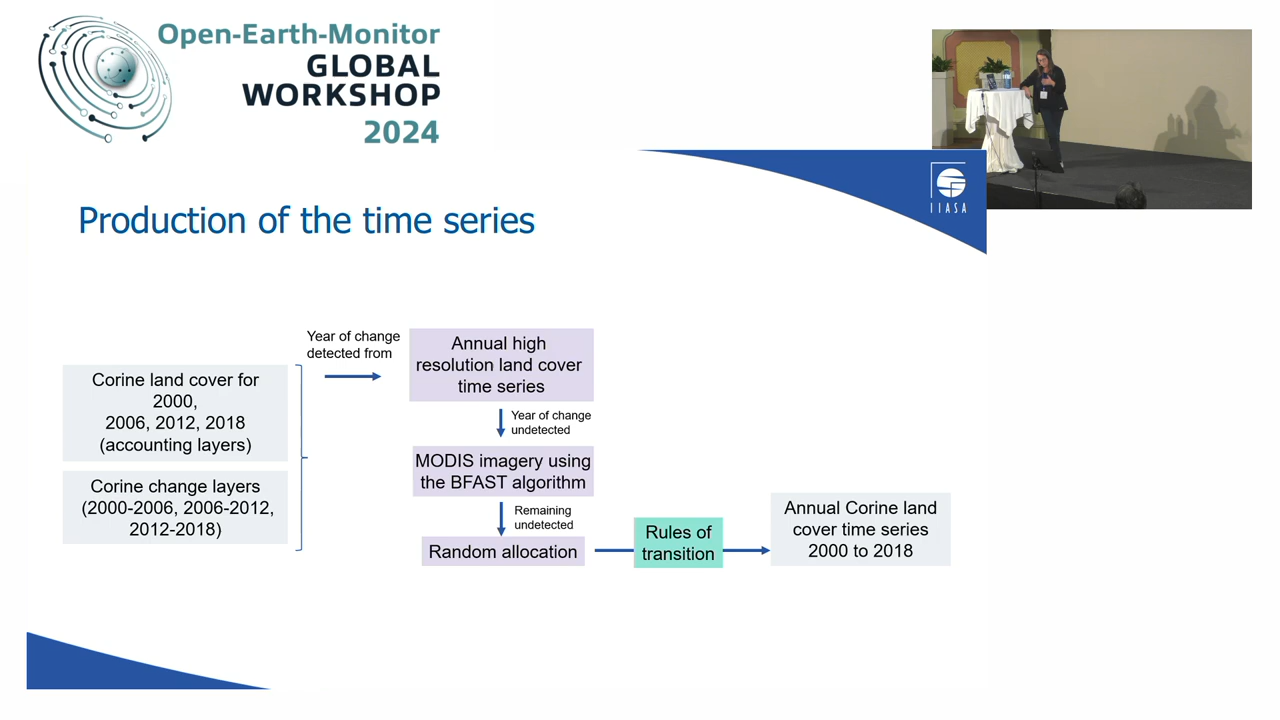 Open-Earth-Monitor
GLOBAL
WORKSHOP
2024
IIASA
Production of the time series
Year of change
detected from
Annual high
resolution land cover
time series
Corine land cover for
2000,
2006, 2012, 2018
(accounting layers)
Year of change
undetected
MODIS imagery using
the BFAST algorithm
Corine change layers
(2000-2006, 2006-2012,
2012-2018)
Remaining
undetected
Random allocation
Rules of
transition
Annual Corine land
cover time series
2000 to 2018